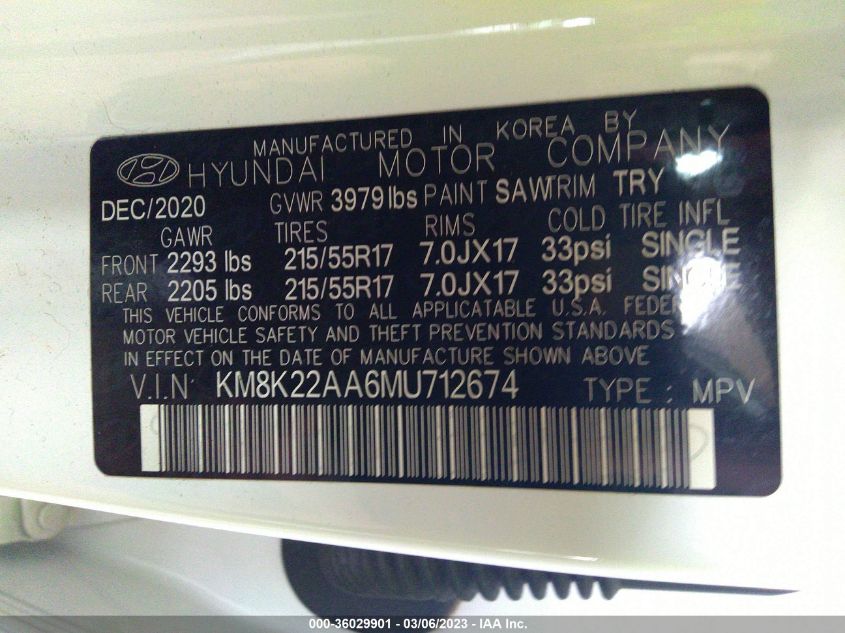 MANUFACTURED IN KOREA BY
HYUNDAI MOTOR COMPANY
DEC/2020 GVWR 3979 lbs PAINT SAW TRIM TRY
GAWR TIRES RIMS COLD TIRE INFL
FRONT 2293 lbs 215/55R17 7.0JX17 33psi SINGLE
REAR 2205 lbs 215/55R17 7.0JX17 33psi SINGLE
THIS VEHICLE CONFORMS TO ALL APPLICATABLE U.S.A. FEDERAL
MOTOR VEHICLE SAFETY AND THEFT PREVENTION STANDARDS
IN EFFECT ON THE DATE OF MANUFACTURE SHOWN ABOVE
V.I.N KM8K22AA6MU712674 TYPE : MPV
000-36029901 - 03/06/2023 - IAA Inc.